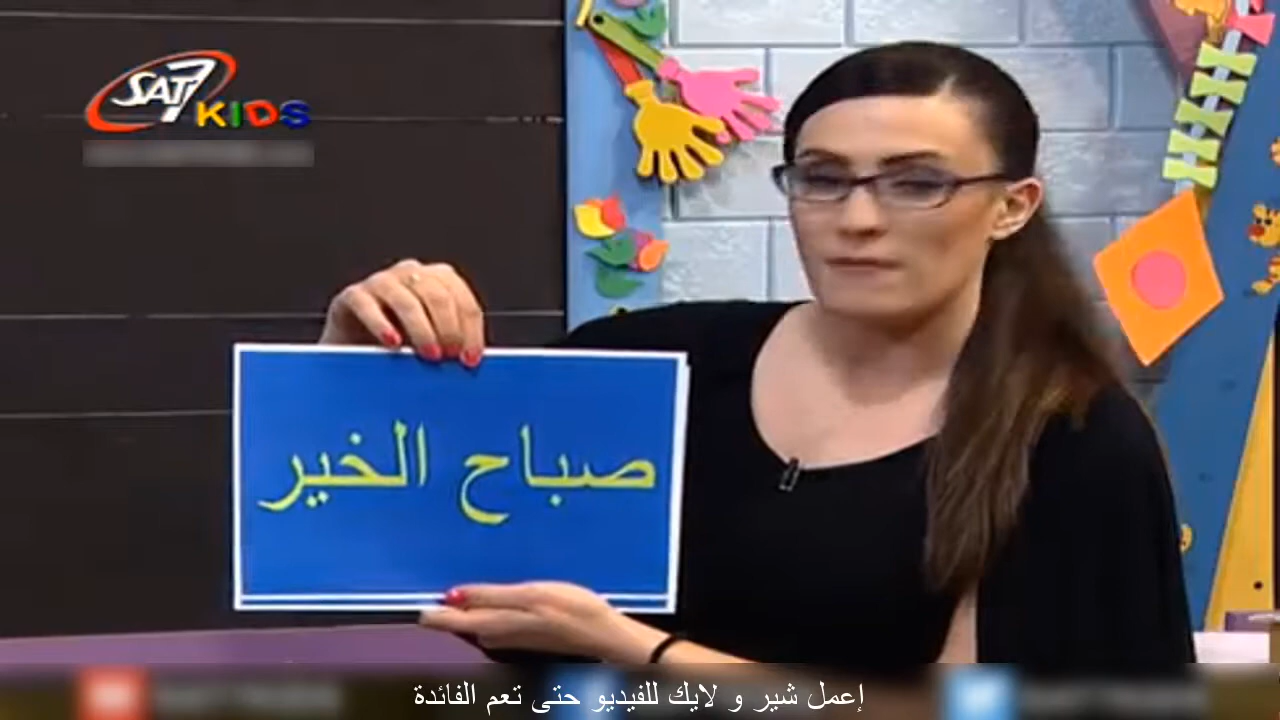 SAT7
KIDS
صباح الخير
إعمل شير و لايك للفيديو حتى تعم الفائدة